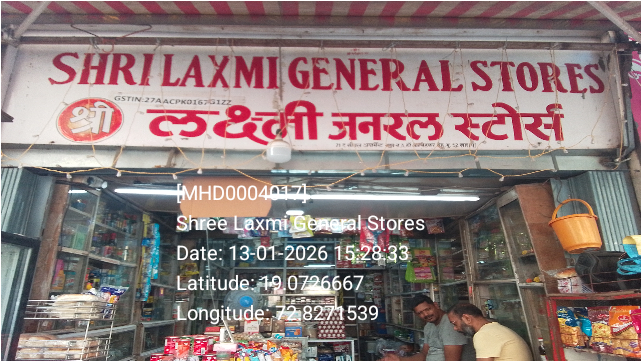 SHRI LAXMI GENERAL STORES
GSTIN:27AACPK0167G1ZZ
श्री
लक्ष्मी जनरल स्टोर्स
[MHD0004017]
Shree Laxmi General Stores
Date: 13-01-2026 15:28:33
Latitude: 19.0726667
Longitude: 72.8271539